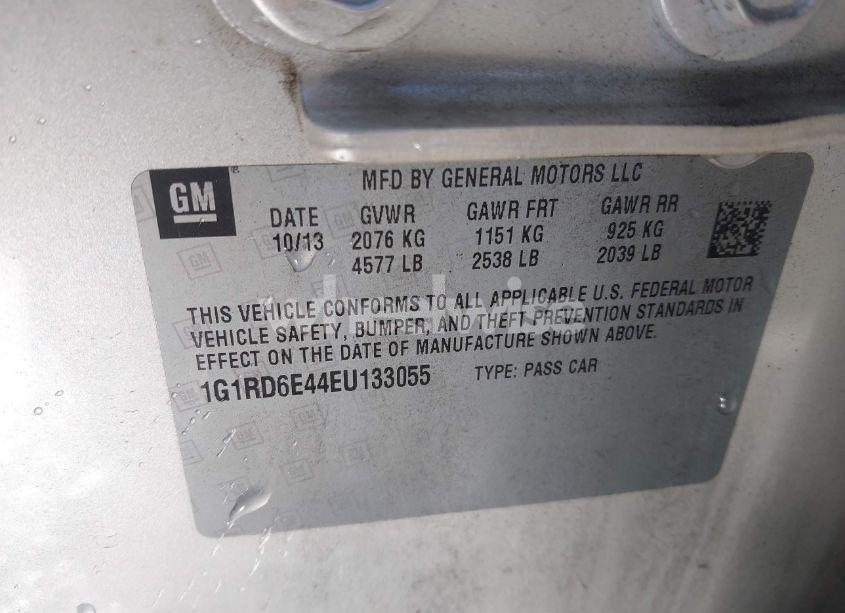 GM
MFD BY GENERAL MOTORS LLC
DATE GVWR GAWR FRT GAWR RR
10/13 2076 KG 1151 KG 925 KG
4577 LB 2538 LB 2039 LB
THIS VEHICLE CONFORMS TO ALL APPLICABLE U.S. FEDERAL MOTOR
VEHICLE SAFETY, BUMPER, AND THEFT PREVENTION STANDARDS IN
EFFECT ON THE DATE OF MANUFACTURE SHOWN ABOVE.
1G1RD6E44EU133055 TYPE: PASS CAR